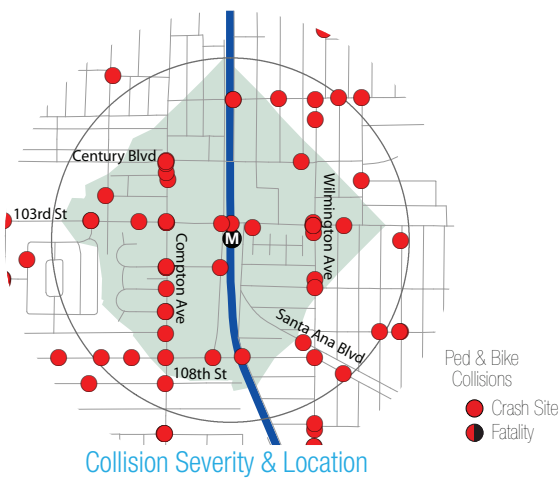 Century Blvd
103rd St
Wilmington Ave
M
Compton Ave
Santa Ana Blvd
108th St
Ped & Bike
Collisions
Crash Site
Fatality
Collision Severity & Location